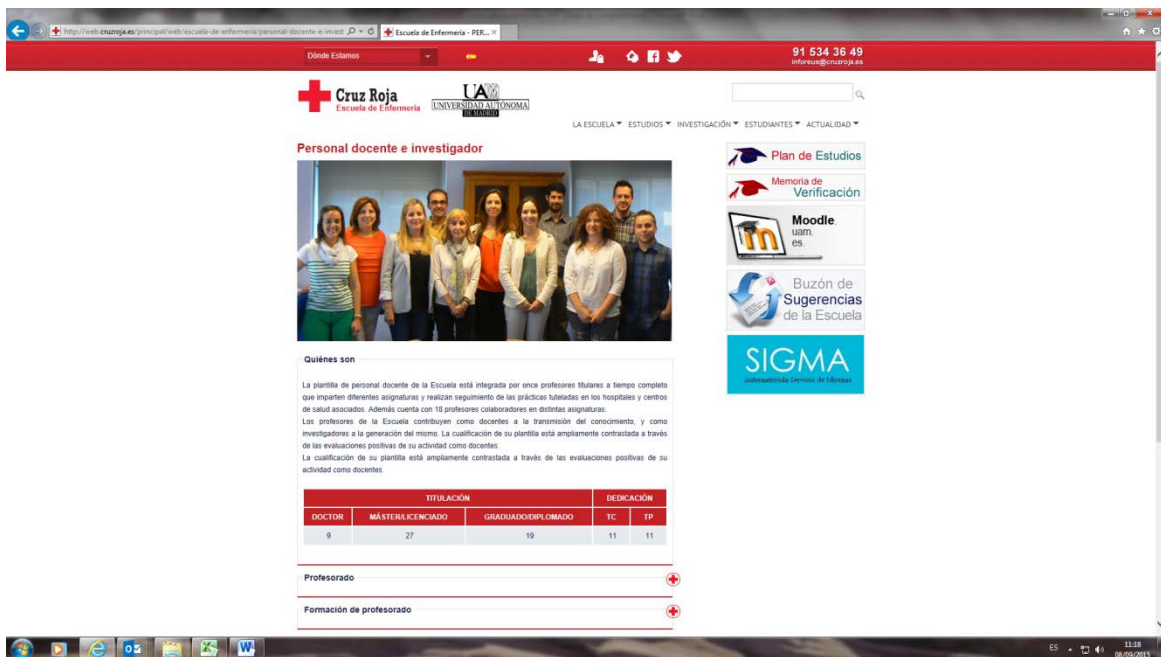 http://web.cruzroja.es/principal/web/escuela-de-enfermeria/personal-docente-e-invest
Escuela de Enfermería - PER...
Dónde Estamos
91 534 36 49
inforeue@cruzroja.es
Cruz Roja
Escuela de Enfermería
UAM
UNIVERSIDAD AUTÓNOMA
DE MADRID
LA ESCUELA ESTUDIOS INVESTIGACIÓN ESTUDIANTES ACTUALIDAD
Personal docente e investigador
Plan de Estudios
Memoria de
Verificación
Moodle.
uam.
es.
Buzón de
Sugerencias
de la Escuela
SIGMA
Automatrícula Servicio de Idiomas
Quiénes son
La plantilla de personal docente de la Escuela está integrada por once profesores titulares a tiempo completo
que imparten diferentes asignaturas y realizan seguimiento de las prácticas tuteladas en los hospitales y centros
de salud asociados. Además cuenta con 18 profesores colaboradores en distintas asignaturas.
Los profesores de la Escuela contribuyen como docentes a la transmisión del conocimiento, y como
investigadores a la generación del mismo. La cualificación de su plantilla está ampliamente contrastada a través
de las evaluaciones positivas de su actividad como docentes.
La cualificación de su plantilla está ampliamente contrastada a través de las evaluaciones positivas de su
actividad como docentes.
TITULACIÓN DEDICACIÓN
DOCTOR MÁSTER/LICENCIADO GRADUADO/DIPLOMADO TC TP
9 27 19 11 11
Profesorado
Formación de profesorado
ES 11:18
08/09/2015